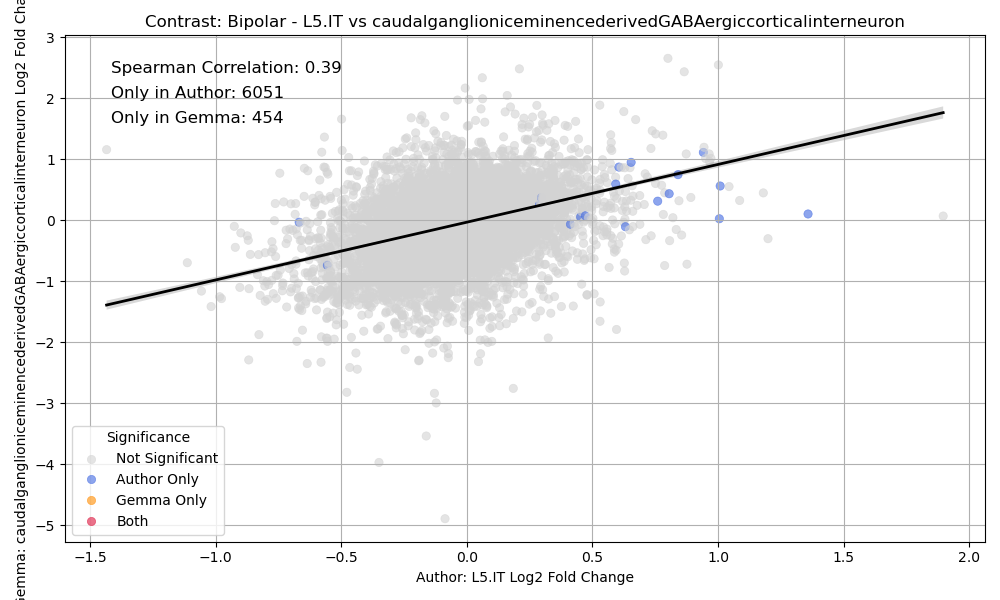 Contrast: Bipolar - L5.IT vs caudalganglioniceminencederivedGABAergiccorticalinterneuron
Spearman Correlation: 0.39
Only in Author: 6051
Only in Gemma: 454
3
2
1
0
−1
−2
−3
−4
−5
Gemma: caudalganglioniceminencederivedGABAergiccorticalinterneuron Log2 Fold Cha
Significance
Not Significant
Author Only
Gemma Only
Both
−1.5 −1.0 −0.5 0.0 0.5 1.0 1.5 2.0
Author: L5.IT Log2 Fold Change